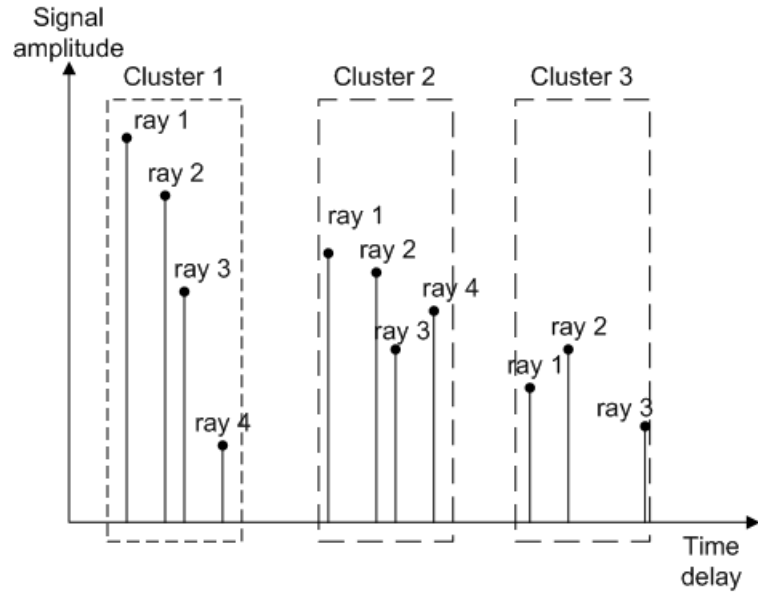 Signal
amplitude
Cluster 1
Cluster 2
Cluster 3
ray 1
ray 2
ray 3
ray 4
ray 1
ray 2
ray 3
ray 4
ray 1
ray 2
ray 3
Time
delay